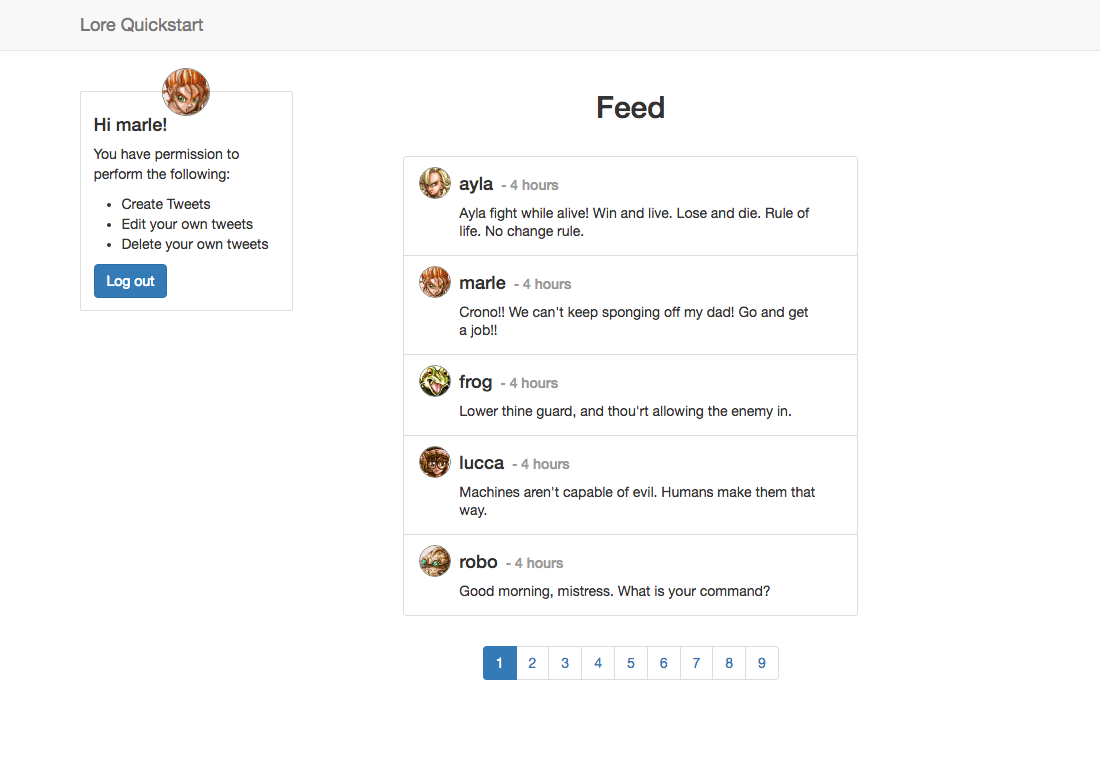 Lore Quickstart
Hi marle!
You have permission to
perform the following:
• Create Tweets
• Edit your own tweets
• Delete your own tweets
Log out
Feed
ayla - 4 hours
Ayla fight while alive! Win and live. Lose and die. Rule of
life. No change rule.
marle - 4 hours
Crono!! We can't keep sponging off my dad! Go and get
a job!!
frog - 4 hours
Lower thine guard, and thou'rt allowing the enemy in.
lucca - 4 hours
Machines aren't capable of evil. Humans make them that
way.
robo - 4 hours
Good morning, mistress. What is your command?
1 2 3 4 5 6 7 8 9